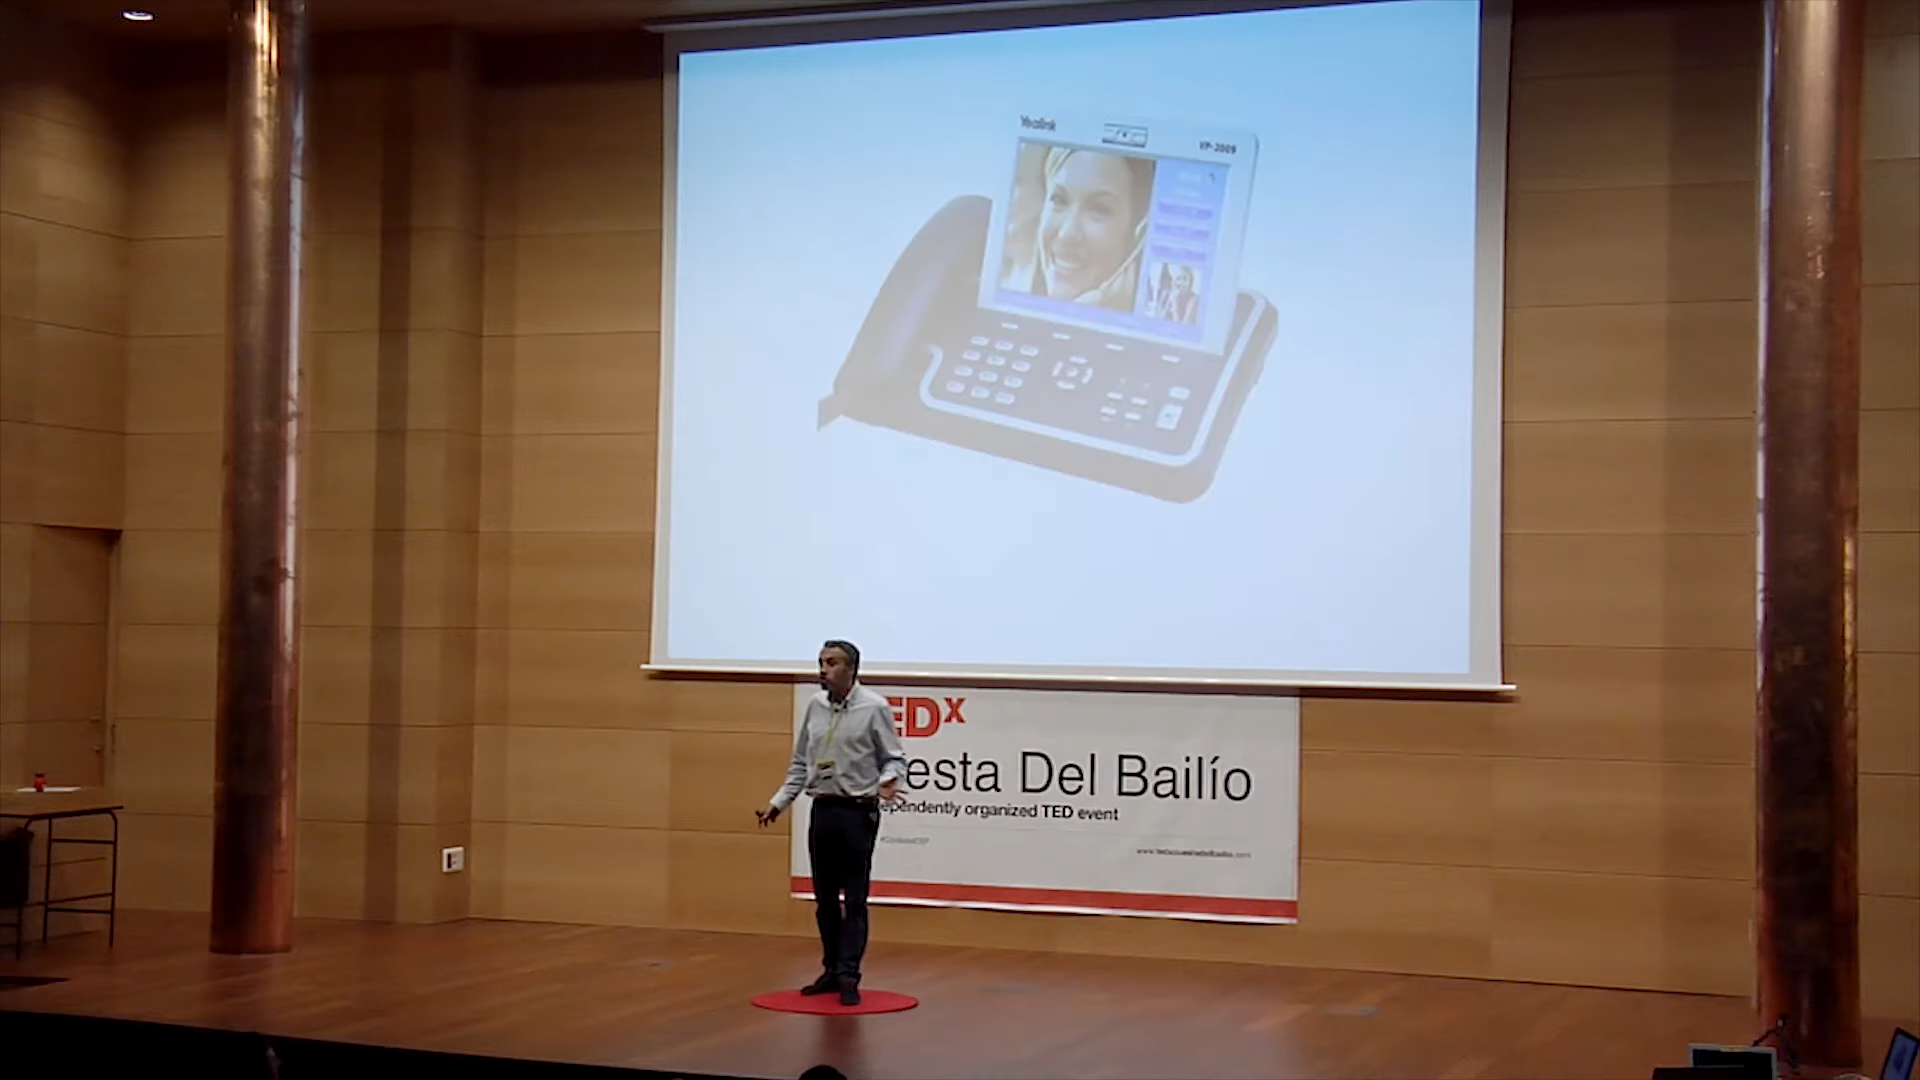 Yealink
VP-2009
EDx
esta Del Bailío
ependently organized TED event